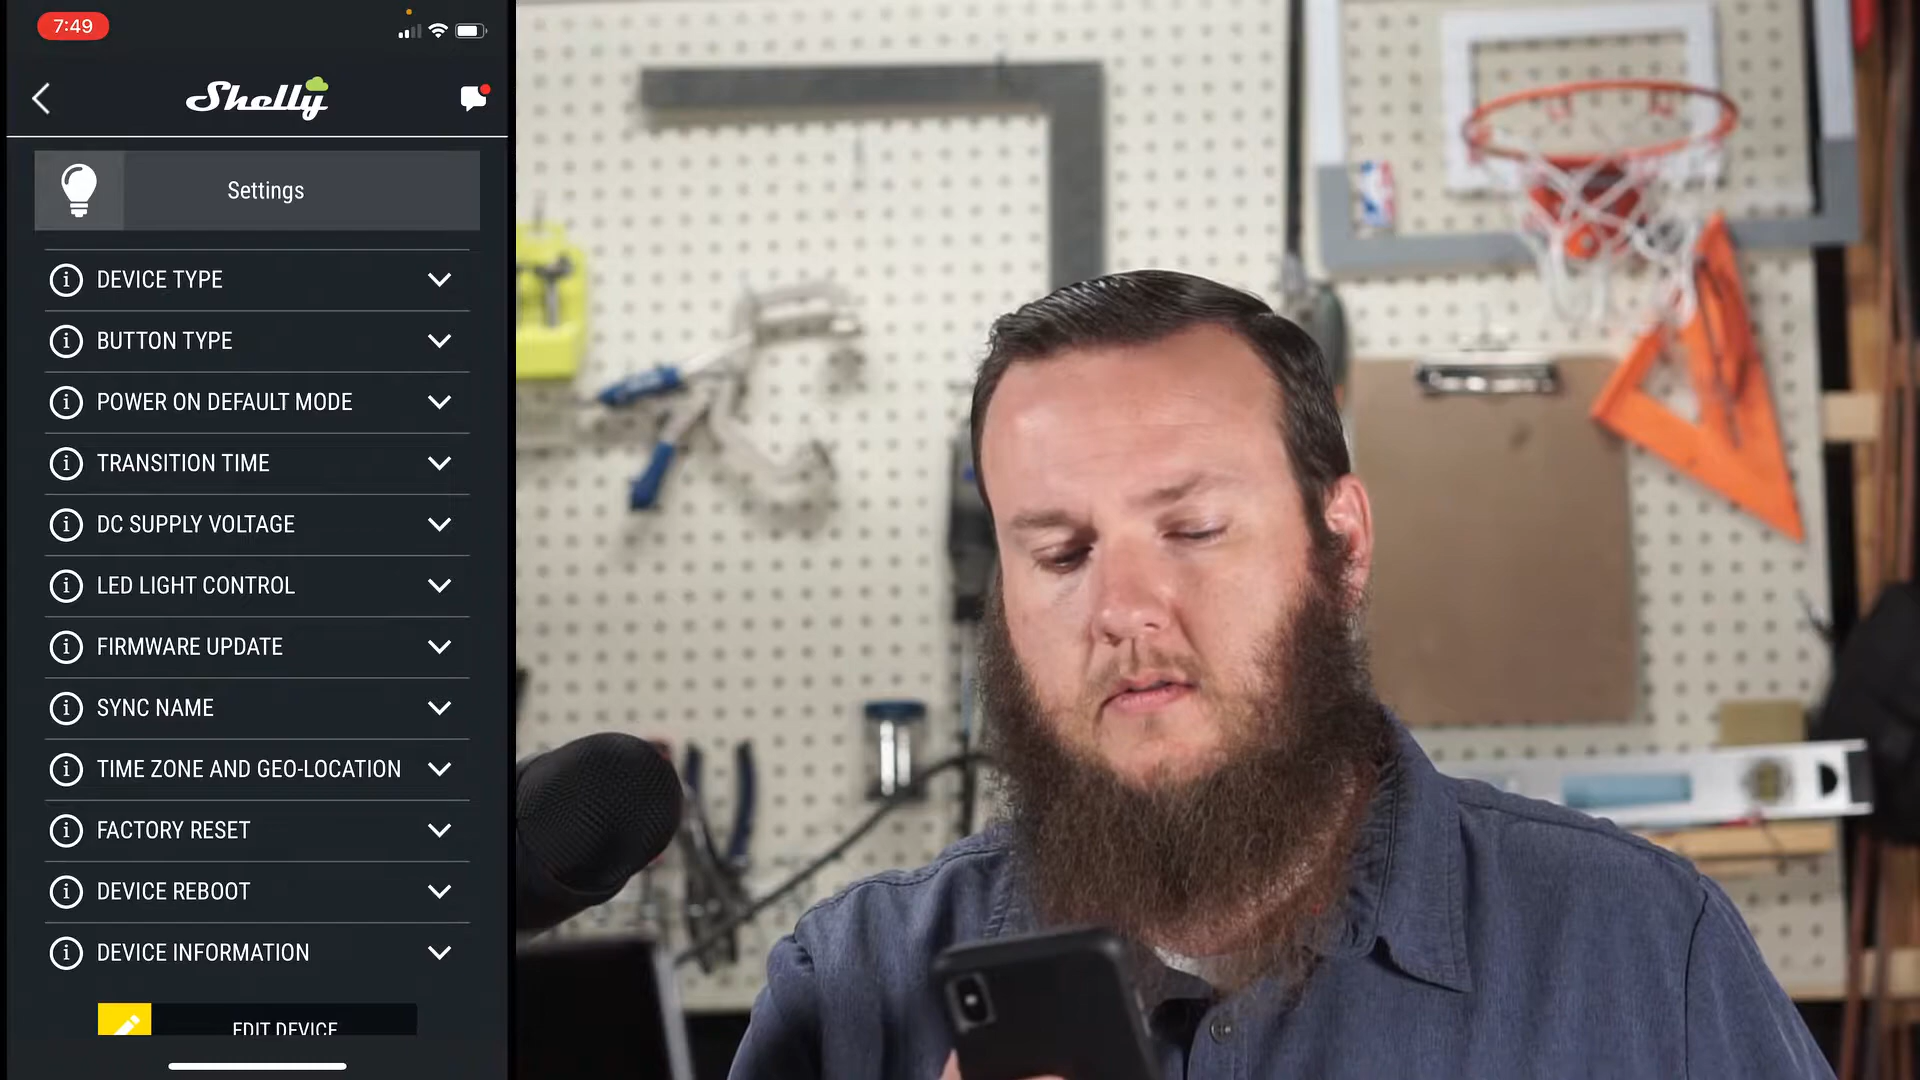 7:49
Shelly
Settings
DEVICE TYPE
BUTTON TYPE
POWER ON DEFAULT MODE
TRANSITION TIME
DC SUPPLY VOLTAGE
LED LIGHT CONTROL
FIRMWARE UPDATE
SYNC NAME
TIME ZONE AND GEO-LOCATION
FACTORY RESET
DEVICE REBOOT
DEVICE INFORMATION
EDIT DEVICE